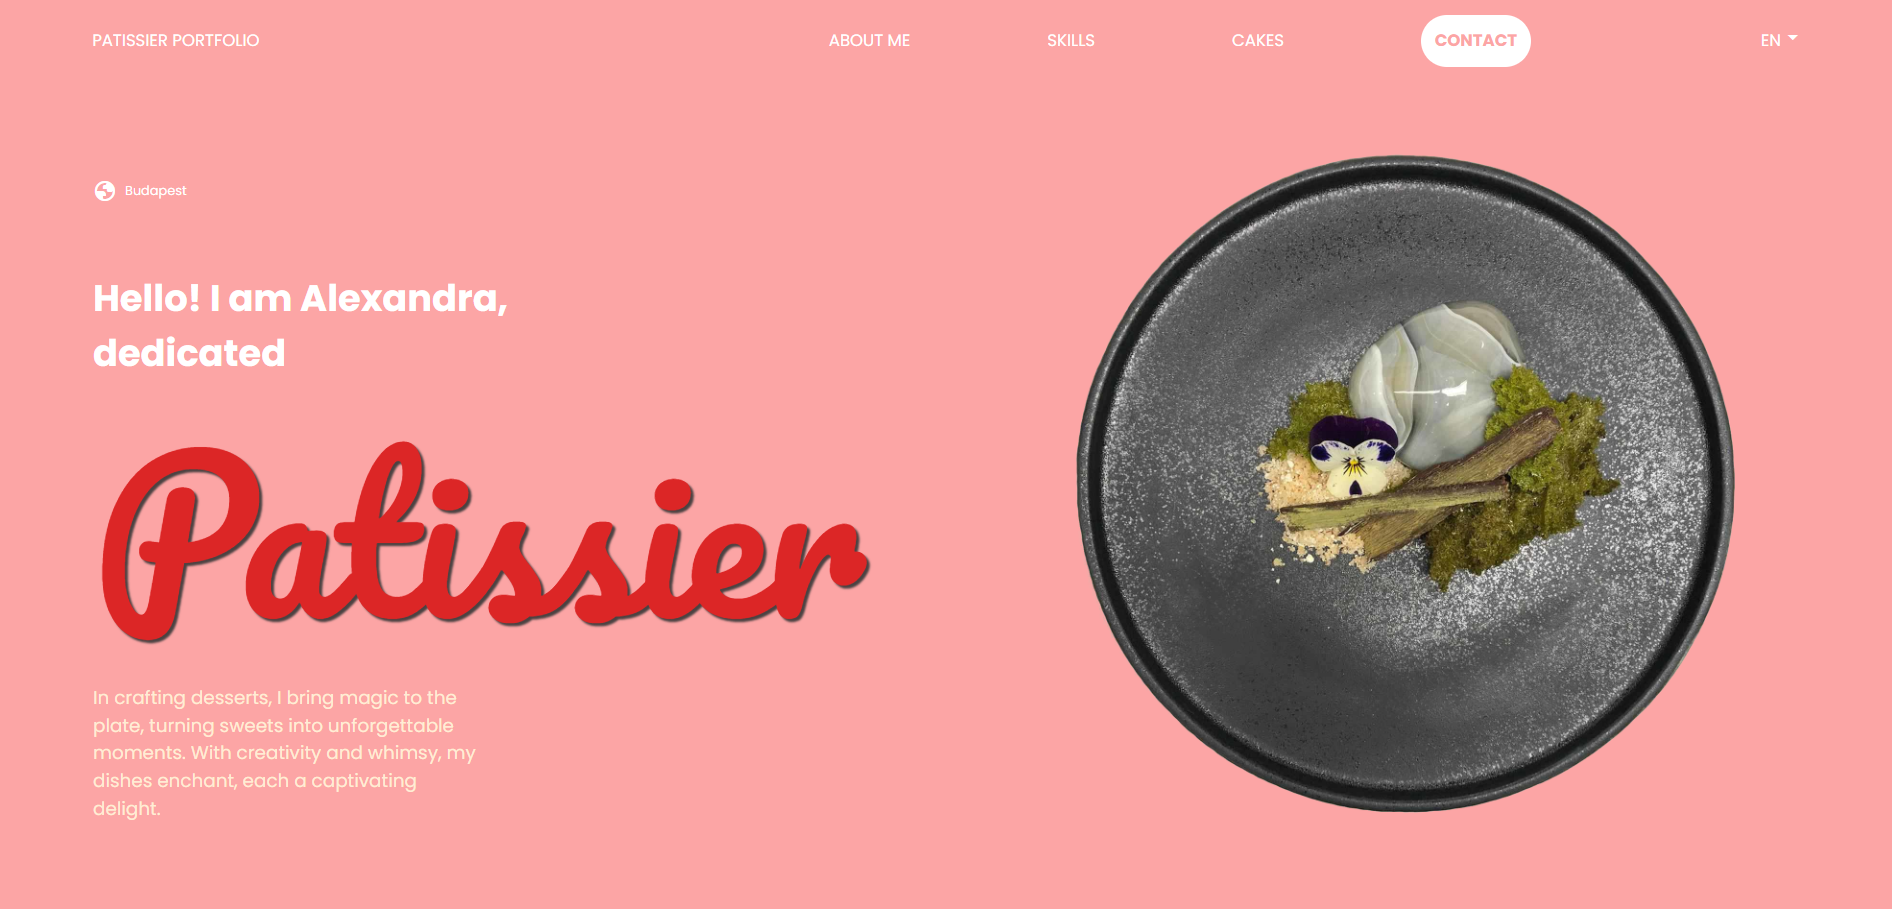 PATISSIER PORTFOLIO
ABOUT ME
SKILLS
CAKES
CONTACT
EN
Budapest
Hello! I am Alexandra,
dedicated
Patissier
In crafting desserts, I bring magic to the
plate, turning sweets into unforgettable
moments. With creativity and whimsy, my
dishes enchant, each a captivating
delight.